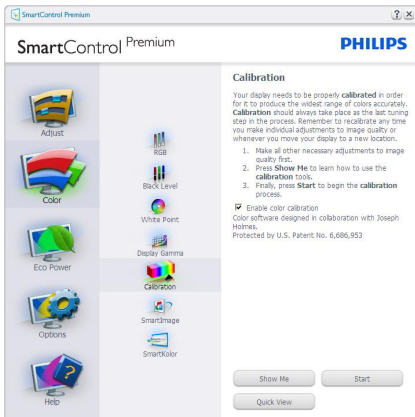 SmartControl Premium
SmartControl Premium
PHILIPS
Adjust
Color
Eco Power
Options
Help
RGB
Black Level
White Point
Display Gamma
Calibration
SmartImage
SmartKolor
Calibration
Your display needs to be properly calibrated in order
for it to produce the widest range of colors accurately.
Calibration should always take place as the last tuning
step in the process. Remember to recalibrate any time
you make individual adjustments to image quality or
whenever you move your display to a new location.
1. Make all other necessary adjustments to image
quality first.
2. Press Show Me to learn how to use the
calibration tools.
3. Finally, press Start to begin the calibration
process.
Enable color calibration
Color software designed in collaboration with Joseph
Holmes.
Protected by U.S. Patent No. 6,686,953
Show Me
Start
Quick View